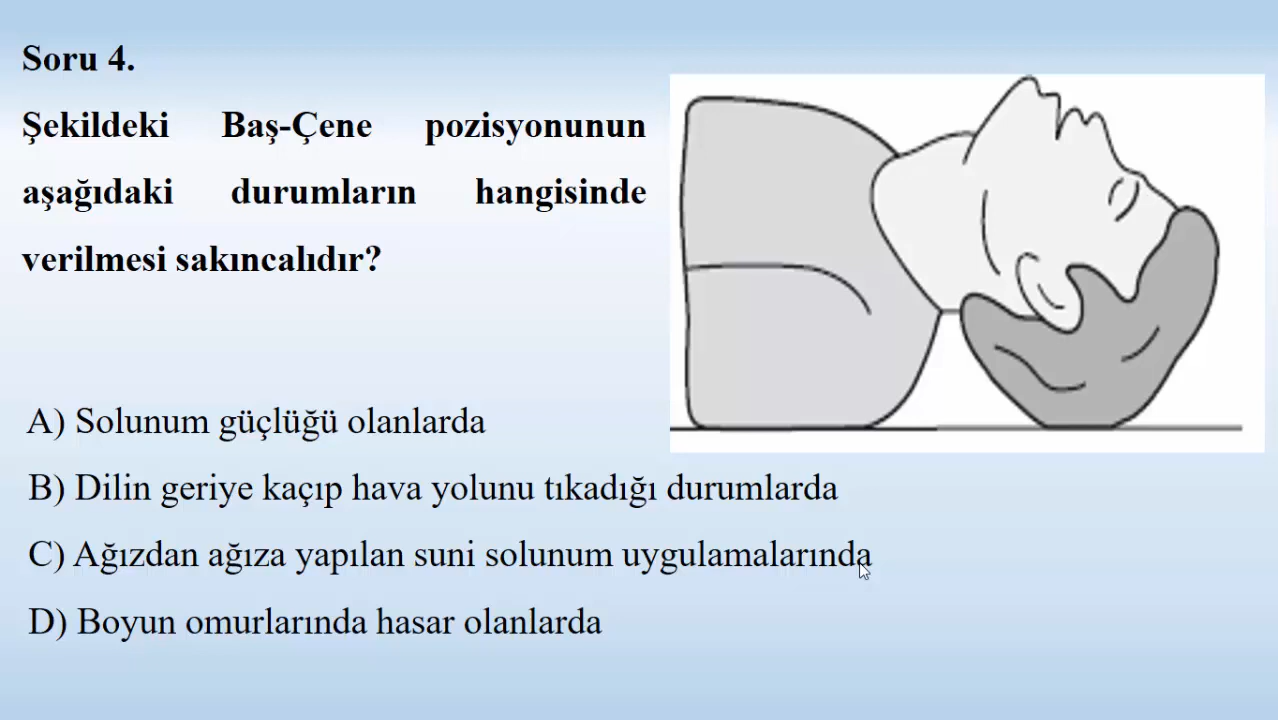 Soru 4.
Şekildeki Baş-Çene pozisyonunun
aşağıdaki durumların hangisinde
verilmesi sakıncalıdır?
A) Solunum güçlüğü olanlarda
B) Dilin geriye kaçıp hava yolunu tıkadığı durumlarda
C) Ağızdan ağıza yapılan suni solunum uygulamalarında
D) Boyun omurlarında hasar olanlarda